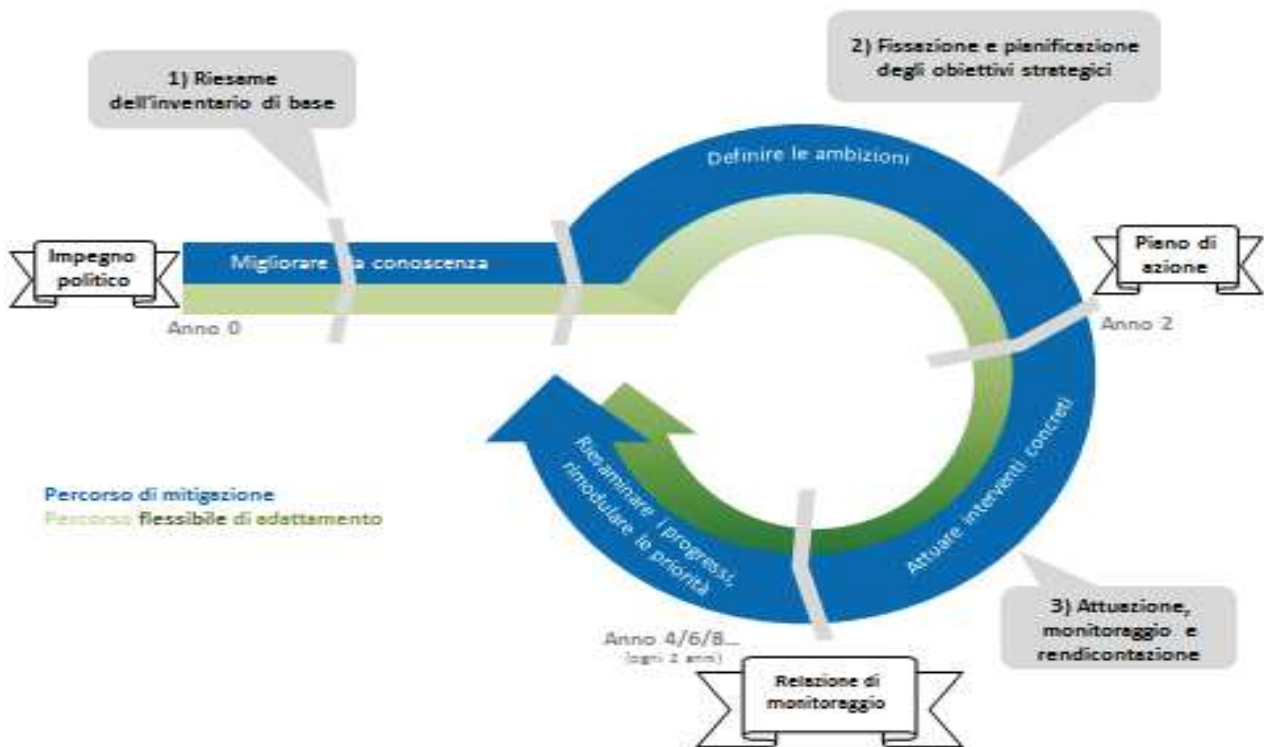 1) Riesame
dell'inventario di base
2) Fissazione e pianificazione
degli obiettivi strategici
Definire le ambizioni
Impegno
politico
Migliorare la conoscenza
Piano di
azione
Anno 0
Anno 2
Attuare interventi concreti
Riesaminare i progressi,
rimodulare le priorità
Percorso di mitigazione
Percorso flessibile di adattamento
3) Attuazione,
monitoraggio e
rendicontazione
Anno 4/6/8...
(ogni 2 anni)
Relazione di
monitoraggio